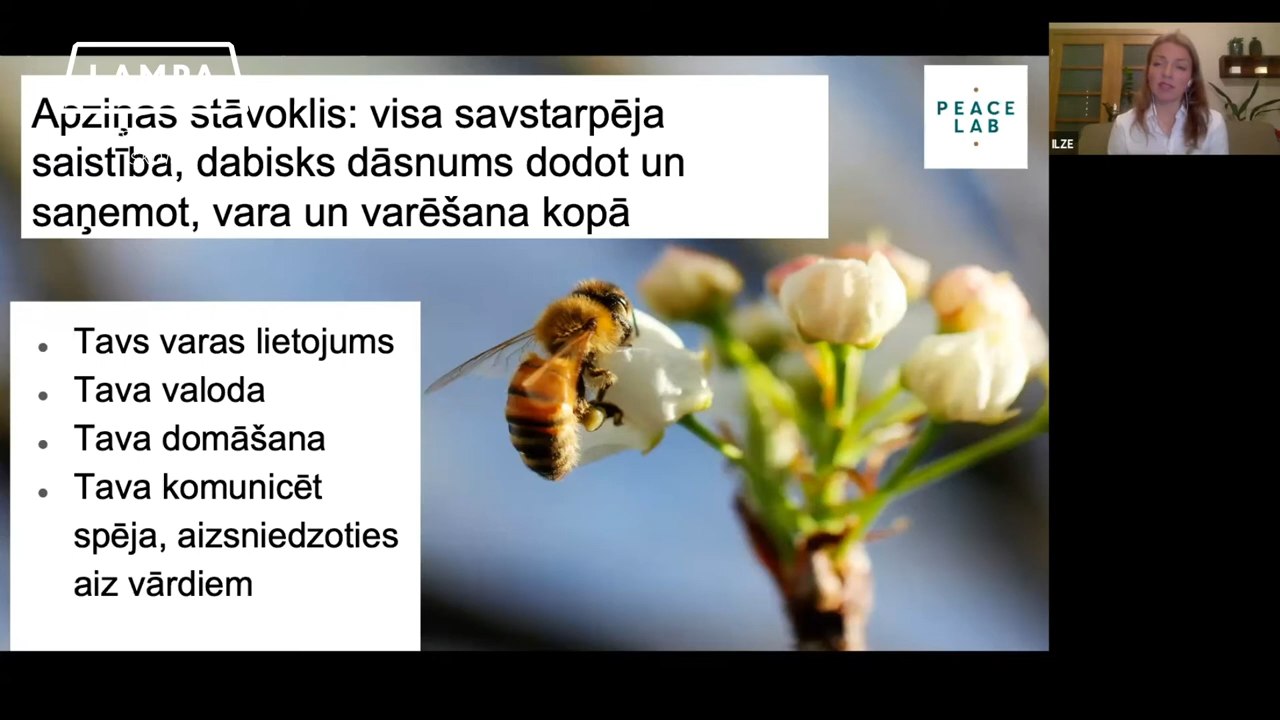 LAMPA
Apziņas stāvoklis: visa savstarpēja
saistība, dabisks dāsnums dodot un
saņemot, vara un varēšana kopā
PEACE
LAB
ILZE
Tavs varas lietojums
Tava valoda
Tava domāšana
Tava komunicēt
spēja, aizsniedzoties
aiz vārdiem